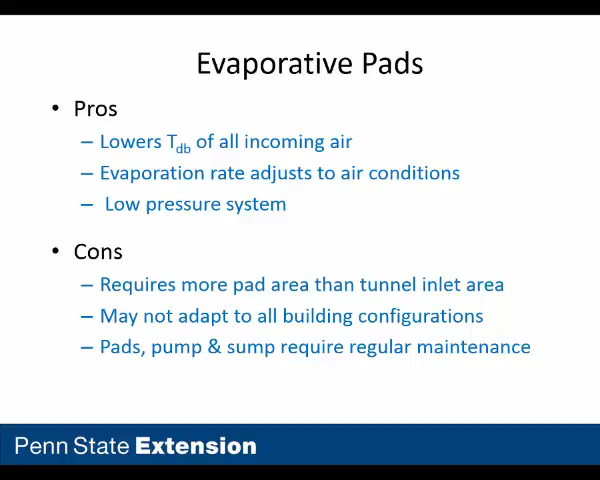 Evaporative Pads
• Pros
– Lowers Tdb of all incoming air
– Evaporation rate adjusts to air conditions
– Low pressure system
• Cons
– Requires more pad area than tunnel inlet area
– May not adapt to all building configurations
– Pads, pump & sump require regular maintenance
Penn State Extension